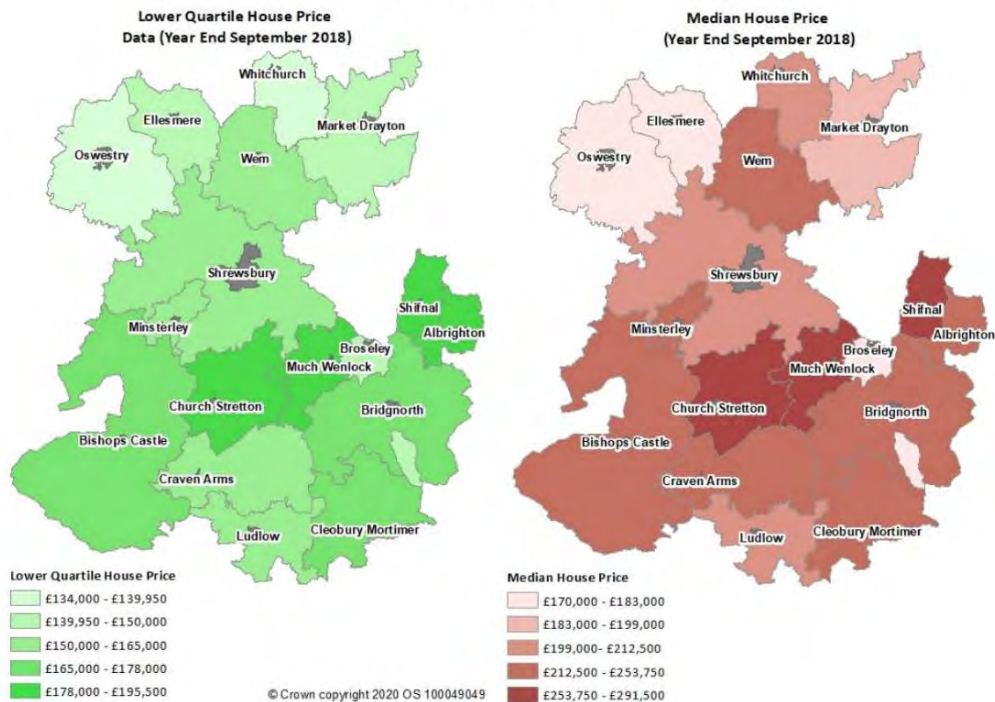 Lower Quartile House Price
Data (Year End September 2018)
Whitchurch
Ellesmere
Market Drayton
Oswestry
Wem
Shrewsbury
Shifnal
Minsterley
Albrighton
Broseley
Much Wenlock
Church Stretton
Bridgnorth
Bishops Castle
Craven Arms
Ludlow
Cleobury Mortimer
Lower Quartile House Price
£134,000 - £139,950
£139,950 - £150,000
£150,000 - £165,000
£165,000 - £178,000
£178,000 - £195,500
© Crown copyright 2020 OS 100049049
Median House Price
(Year End September 2018)
Whitchurch
Ellesmere
Market Drayton
Oswestry
Wem
Shrewsbury
Shifnal
Minsterley
Albrighton
Broseley
Much Wenlock
Church Stretton
Bridgnorth
Bishops Castle
Craven Arms
Ludlow
Cleobury Mortimer
Median House Price
£170,000 - £183,000
£183,000 - £199,000
£199,000- £212,500
£212,500 - £253,750
£253,750 - £291,500